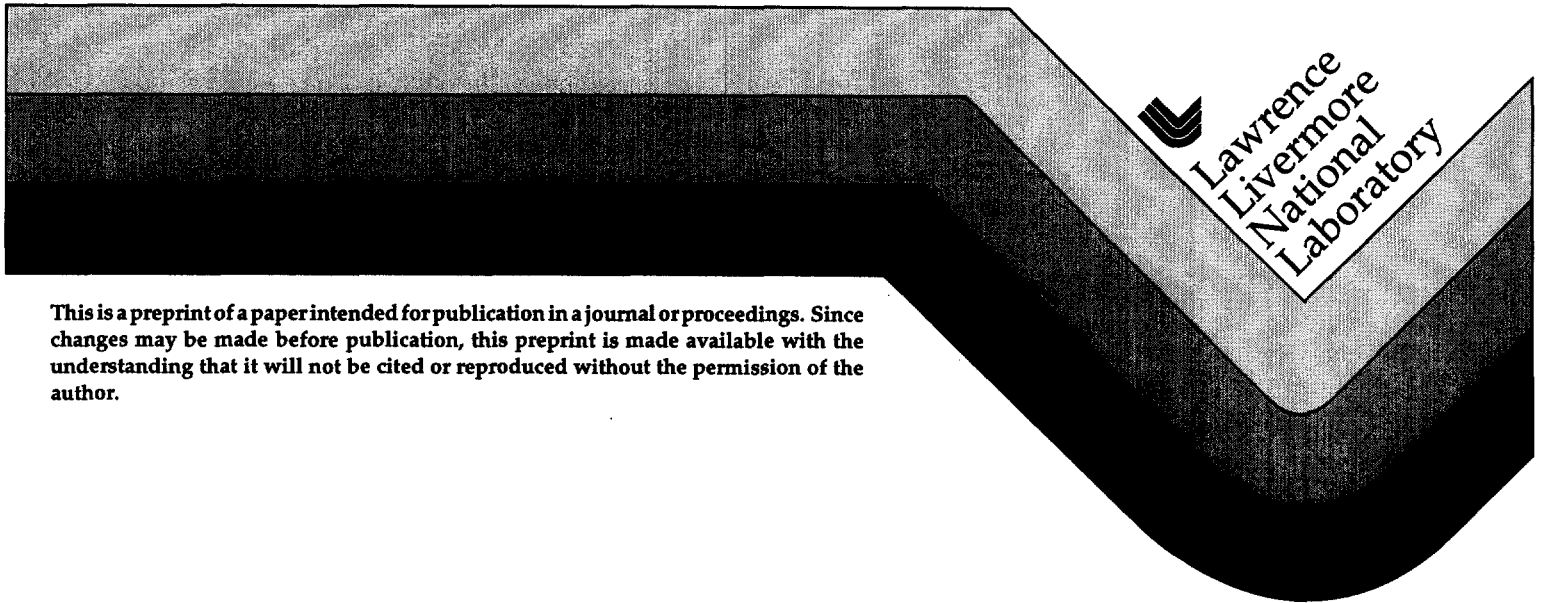 Lawrence
Livermore
National
Laboratory
This is a preprint of a paper intended for publication in a journal or proceedings. Since
changes may be made before publication, this preprint is made available with the
understanding that it will not be cited or reproduced without the permission of the
author.